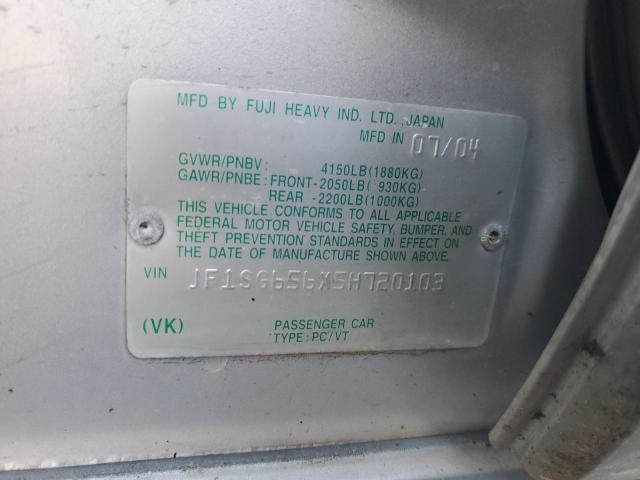 MFD BY FUJI HEAVY IND. LTD. JAPAN
MFD IN 07/04
GVWR/PNBV: 4150LB(1880KG)
GAWR/PNBE: FRONT-2050LB( 930KG)
REAR -2200LB(1000KG)
THIS VEHICLE CONFORMS TO ALL APPLICABLE
FEDERAL MOTOR VEHICLE SAFETY, BUMPER, AND
THEFT PREVENTION STANDARDS IN EFFECT ON
THE DATE OF MANUFACTURE SHOWN ABOVE.
VIN JF1SG656X5H720103
(VK) PASSENGER CAR
TYPE: PC/VT